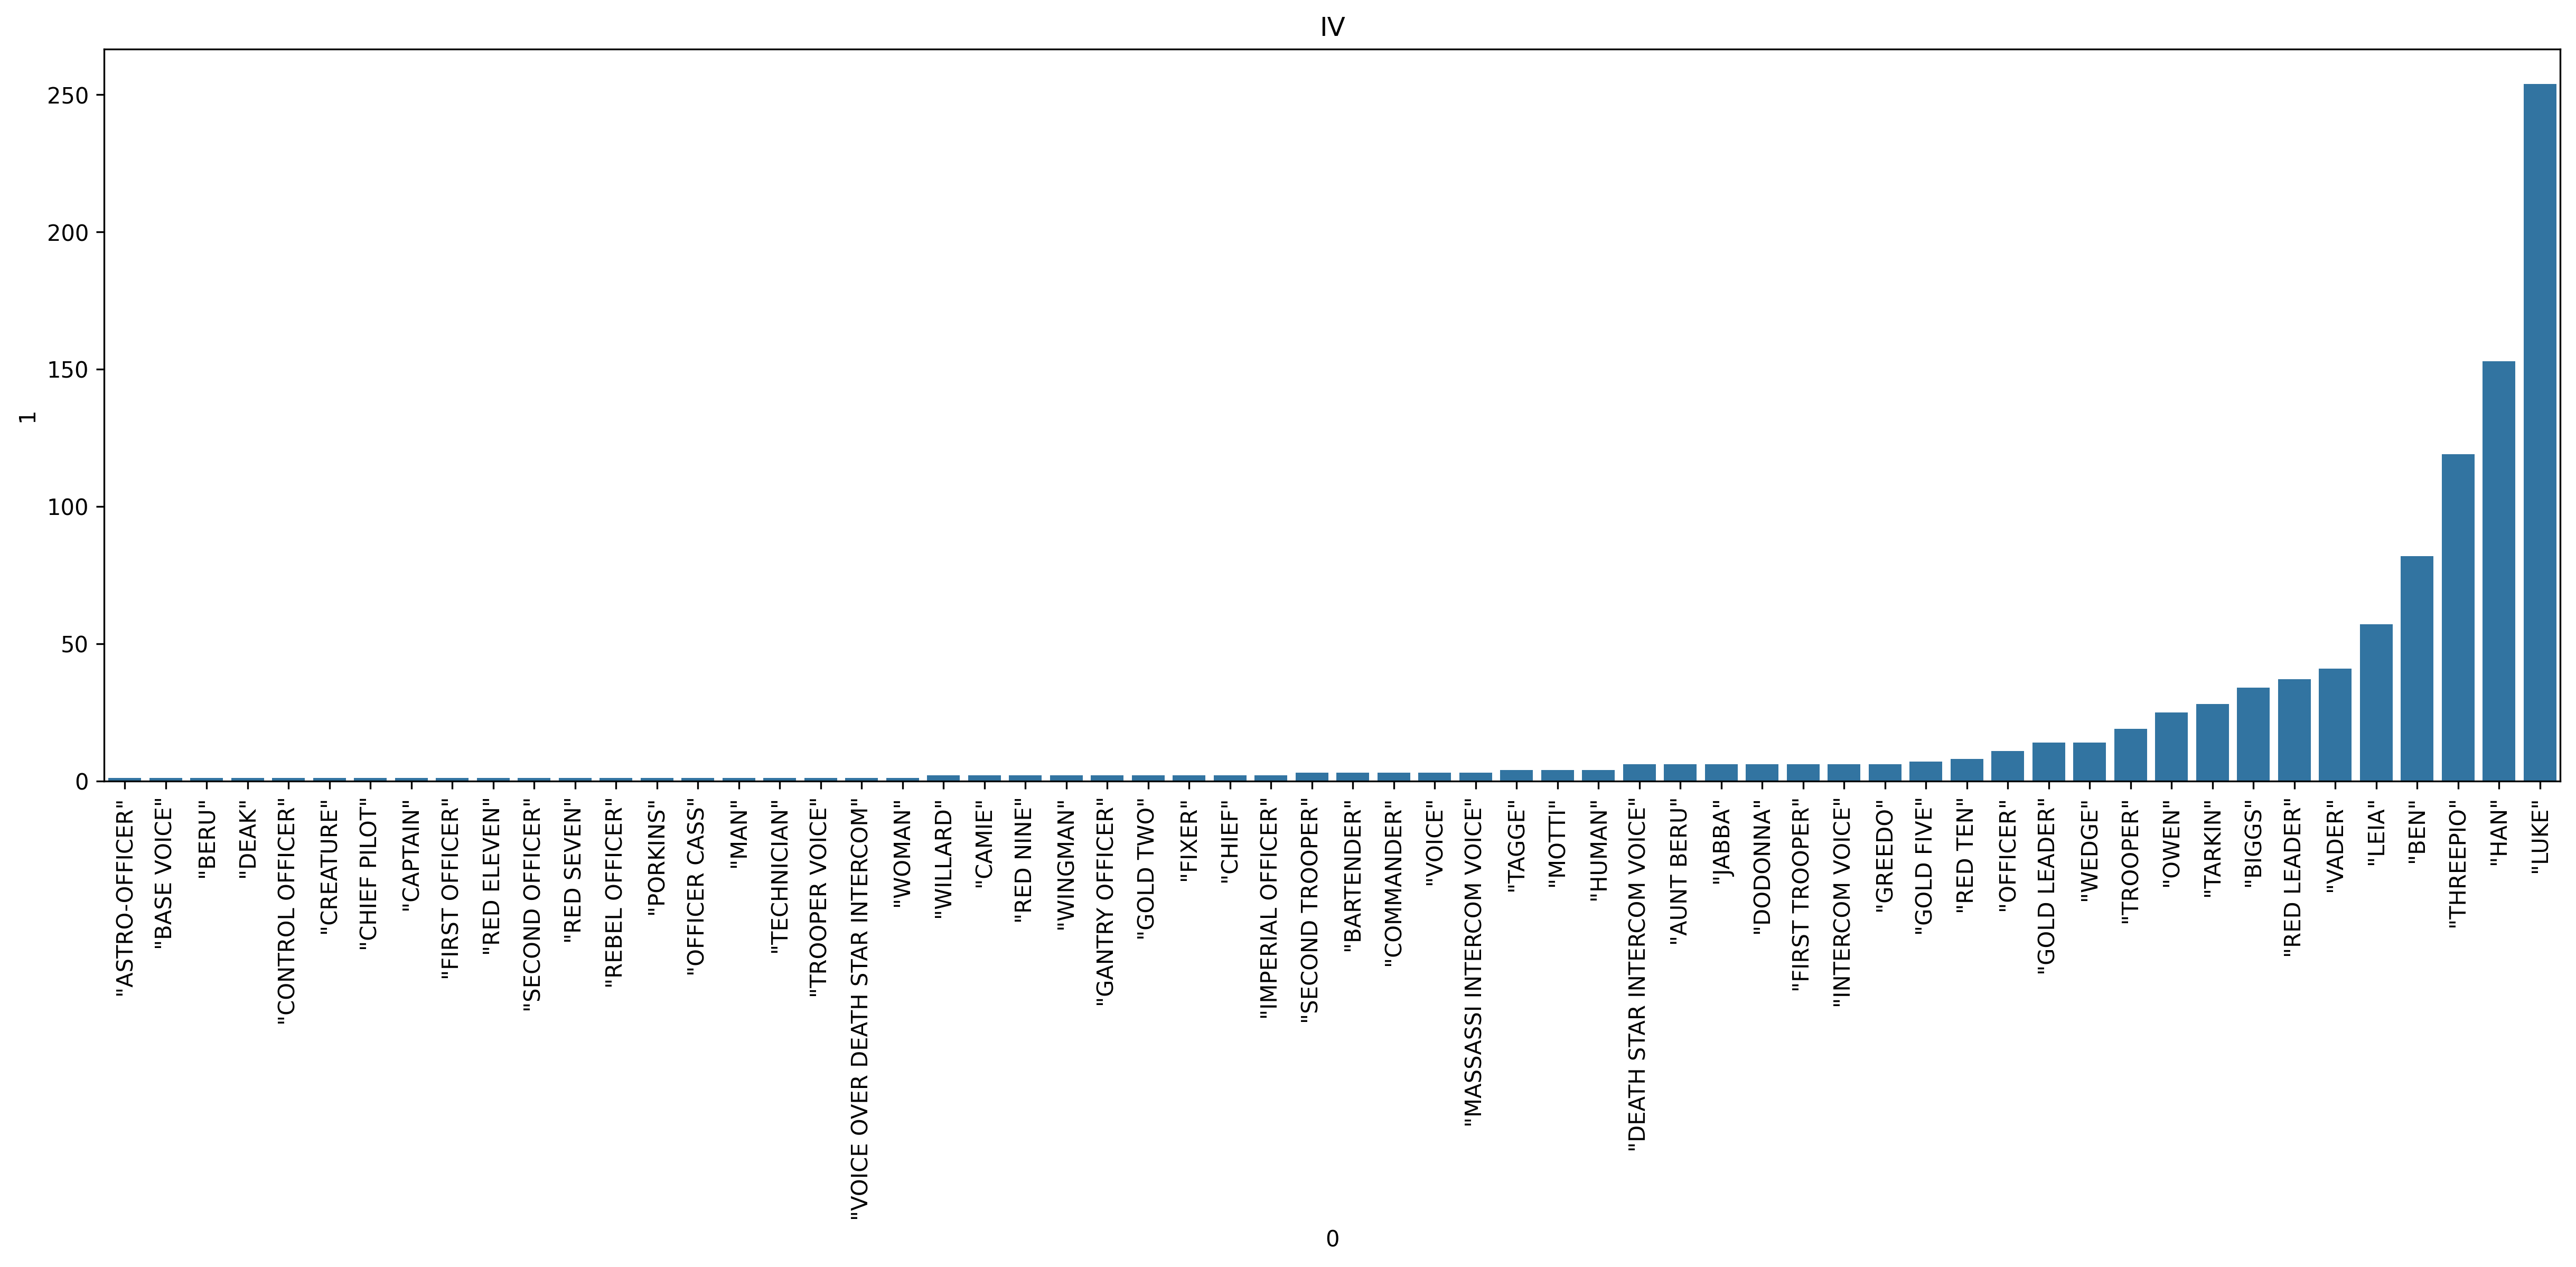 IV
250
200
150
100
50
0
1
"ASTRO-OFFICER"
"BASE VOICE"
"BERU"
"DEAK"
"CONTROL OFFICER"
"CREATURE"
"CHIEF PILOT"
"CAPTAIN"
"FIRST OFFICER"
"RED ELEVEN"
"SECOND OFFICER"
"RED SEVEN"
"REBEL OFFICER"
"PORKINS"
"OFFICER CASS"
"MAN"
"TECHNICIAN"
"TROOPER VOICE"
"VOICE OVER DEATH STAR INTERCOM"
"WOMAN"
"WILLARD"
"CAMIE"
"RED NINE"
"WINGMAN"
"GANTRY OFFICER"
"GOLD TWO"
"FIXER"
"CHIEF"
"IMPERIAL OFFICER"
"SECOND TROOPER"
"BARTENDER"
"COMMANDER"
"VOICE"
"MASSASSI INTERCOM VOICE"
"TAGGE"
"MOTTI"
"HUMAN"
"DEATH STAR INTERCOM VOICE"
"AUNT BERU"
"JABBA"
"DODONNA"
"FIRST TROOPER"
"INTERCOM VOICE"
"GREEDO"
"GOLD FIVE"
"RED TEN"
"OFFICER"
"GOLD LEADER"
"WEDGE"
"TROOPER"
"OWEN"
"TARKIN"
"BIGGS"
"RED LEADER"
"VADER"
"LEIA"
"BEN"
"THREEPIO"
"HAN"
"LUKE"
0